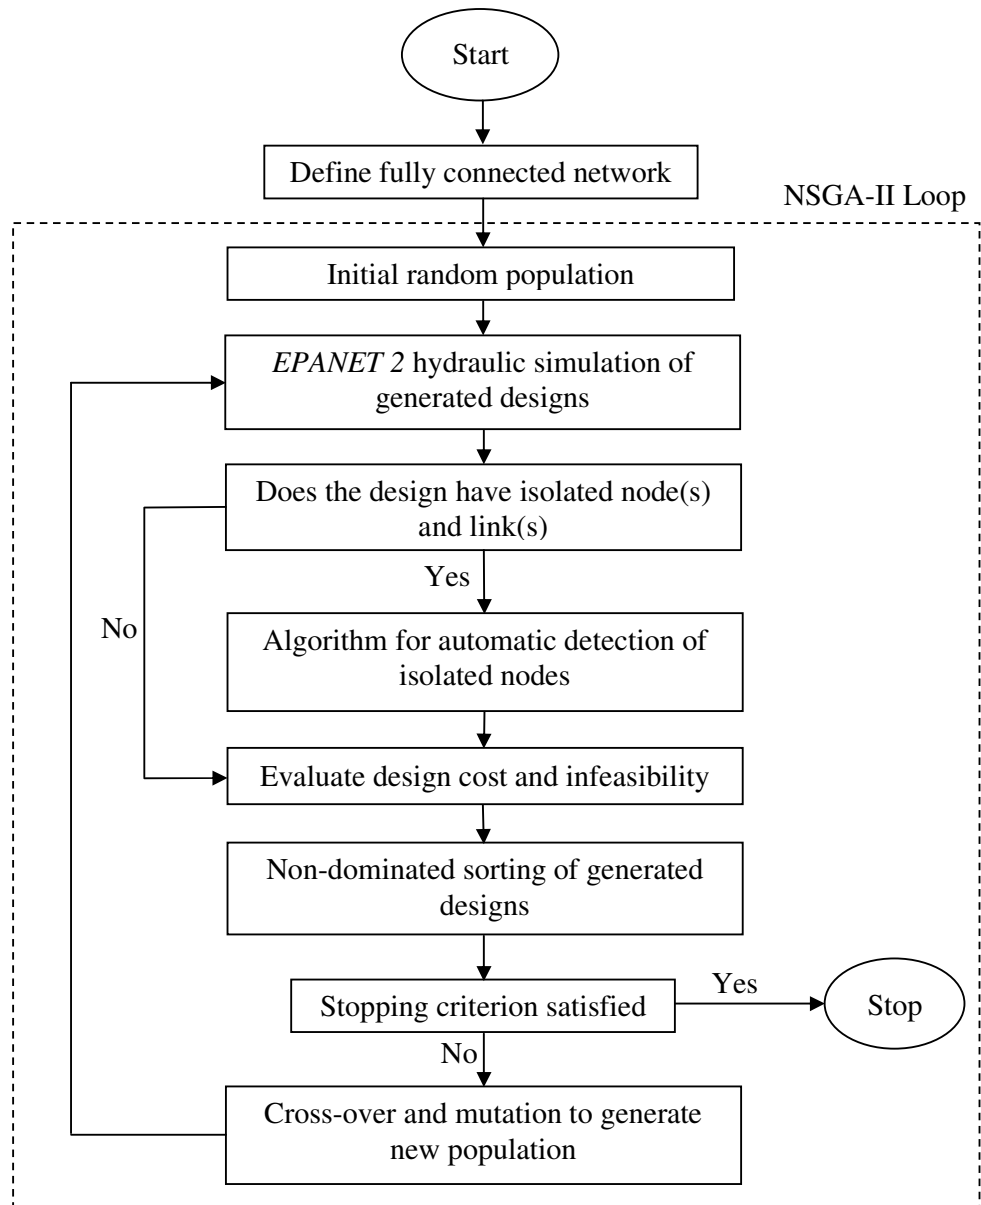 Start
Define fully connected network
NSGA-II Loop
Initial random population
EPANET 2 hydraulic simulation of
generated designs
Does the design have isolated node(s)
and link(s)
Yes
No
Algorithm for automatic detection of
isolated nodes
Evaluate design cost and infeasibility
Non-dominated sorting of generated
designs
Stopping criterion satisfied
Yes
Stop
No
Cross-over and mutation to generate
new population